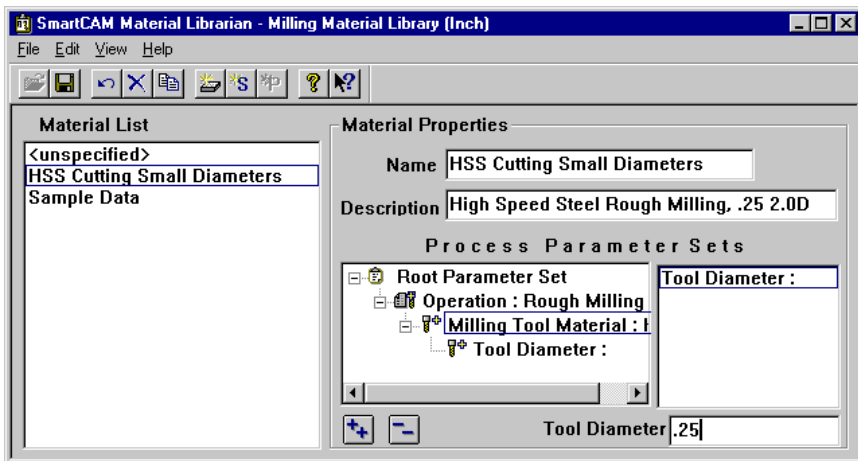 SmartCAM Material Librarian - Milling Material Library (Inch)
File Edit View Help
Material List
<unspecified>
HSS Cutting Small Diameters
Sample Data
Material Properties
Name HSS Cutting Small Diameters
Description High Speed Steel Rough Milling, .25 2.0D
Process Parameter Sets
Root Parameter Set
Operation : Rough Milling
Milling Tool Material :
Tool Diameter :
Tool Diameter :
Tool Diameter .25